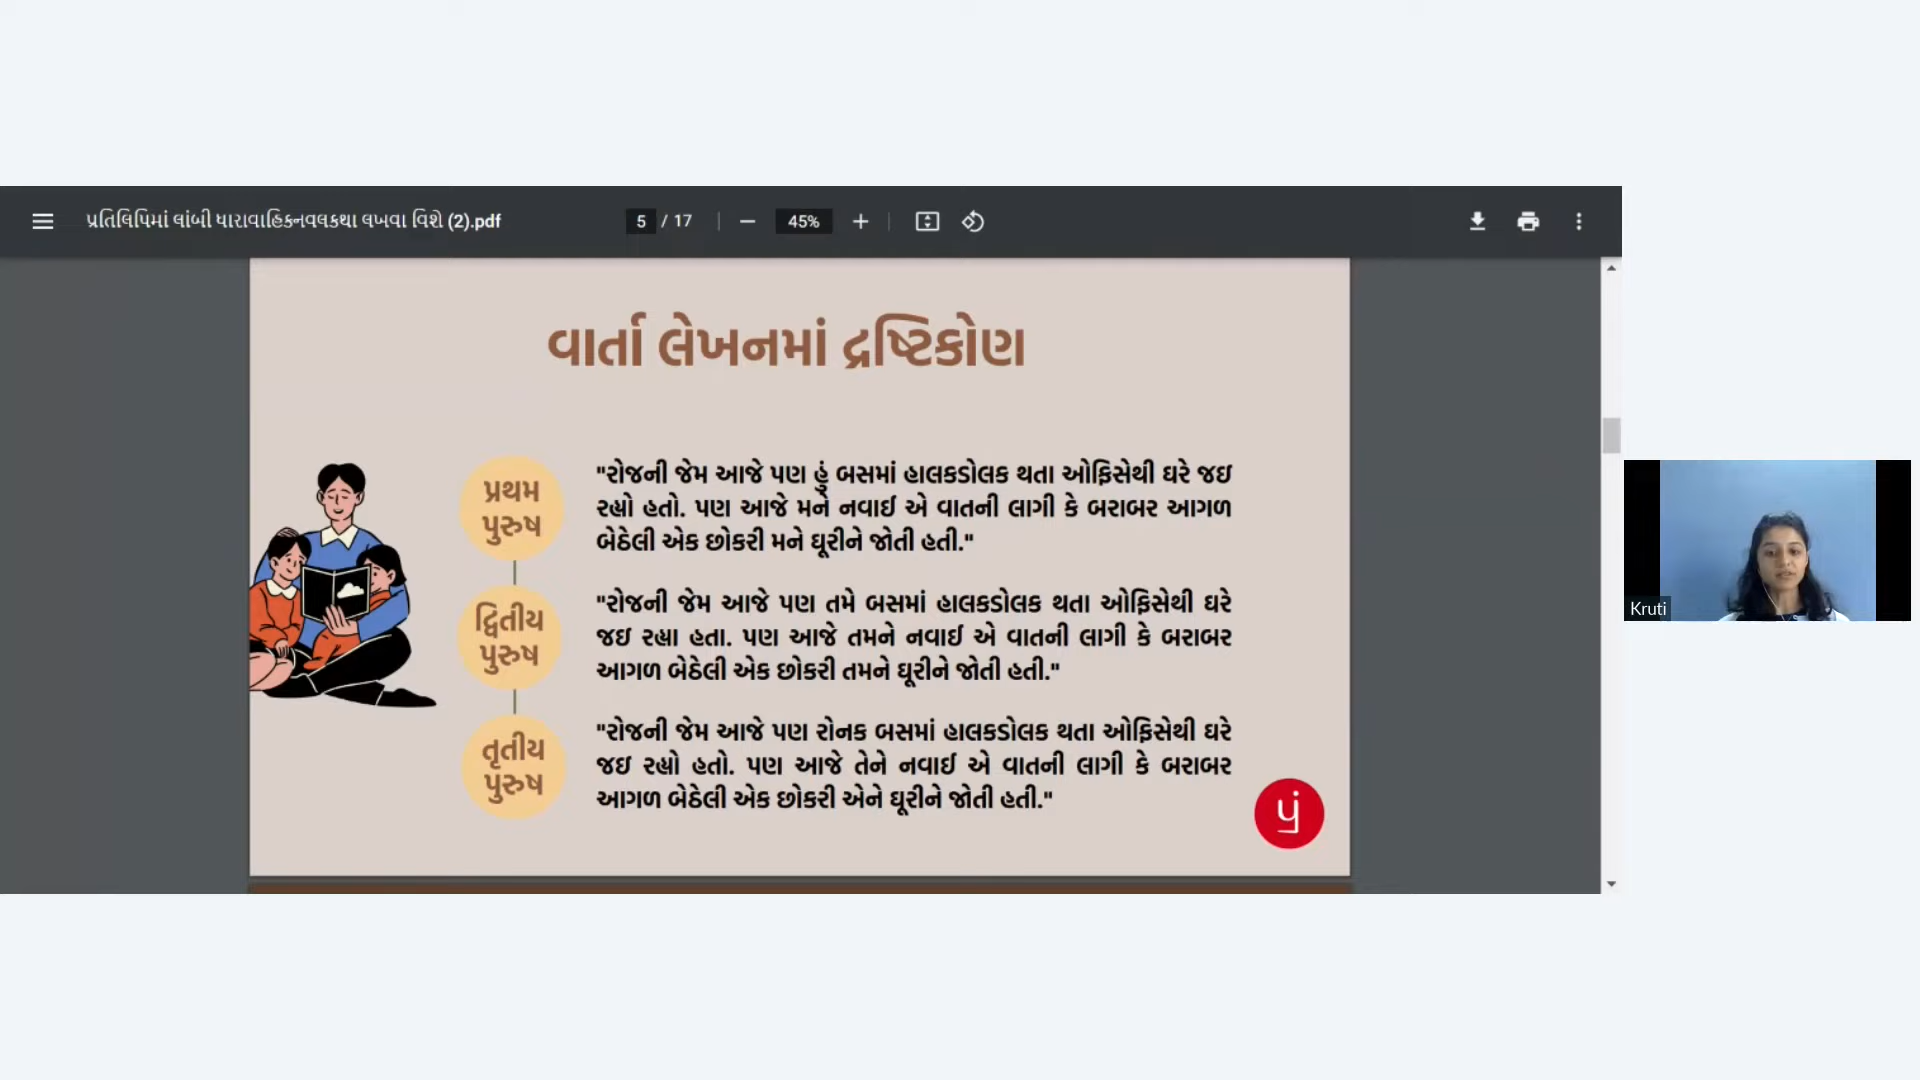 પ્રતિલિપિમાં લાંબી ધારાવાહિકનવલકથા લખવા વિશે (2).pdf
5 / 17
45%
વાર્તા લેખનમાં દ્રષ્ટિકોણ
પ્રથમ
પુરુષ
"રોજની જેમ આજે પણ હું બસમાં હાલકડોલક થતા ઓફિસેથી ઘરે જઇ
રહ્યો હતો. પણ આજે મને નવાઈ એ વાતની લાગી કે બરાબર આગળ
બેઠેલી એક છોકરી મને ઘૂરીને જોતી હતી."
દ્વિતીય
પુરુષ
"રોજની જેમ આજે પણ તમે બસમાં હાલકડોલક થતા ઓફિસેથી ઘરે
જઇ રહ્યા હતા. પણ આજે તમને નવાઈ એ વાતની લાગી કે બરાબર
આગળ બેઠેલી એક છોકરી તમને ઘૂરીને જોતી હતી."
તૃતીય
પુરુષ
"રોજની જેમ આજે પણ રોનક બસમાં હાલકડોલક થતા ઓફિસેથી ઘરે
જઇ રહ્યો હતો. પણ આજે તેને નવાઈ એ વાતની લાગી કે બરાબર
આગળ બેઠેલી એક છોકરી એને ઘૂરીને જોતી હતી."
Kruti